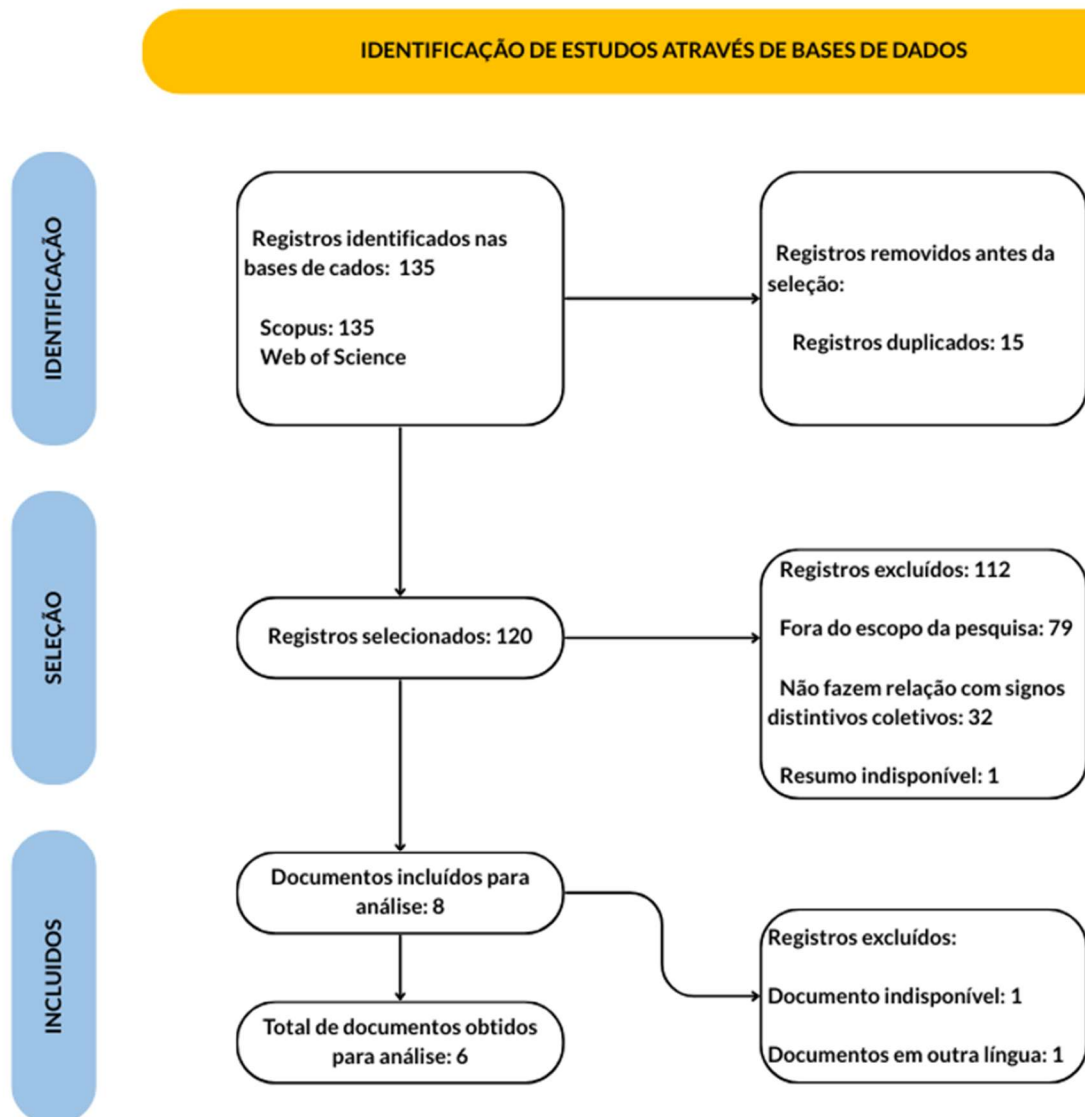 IDENTIFICAÇÃO DE ESTUDOS ATRAVÉS DE BASES DE DADOS
IDENTIFICAÇÃO
Registros identificados nas
bases de cados: 135
Scopus: 135
Web of Science
Registros removidos antes da
seleção:
Registros duplicados: 15
SELEÇÃO
Registros selecionados: 120
Registros excluídos: 112
Fora do escopo da pesquisa: 79
Não fazem relação com signos
distintivos coletivos: 32
Resumo indisponível: 1
INCLUIDOS
Documentos incluídos para
análise: 8
Registros excluídos:
Documento indisponível: 1
Documentos em outra língua: 1
Total de documentos obtidos
para análise: 6